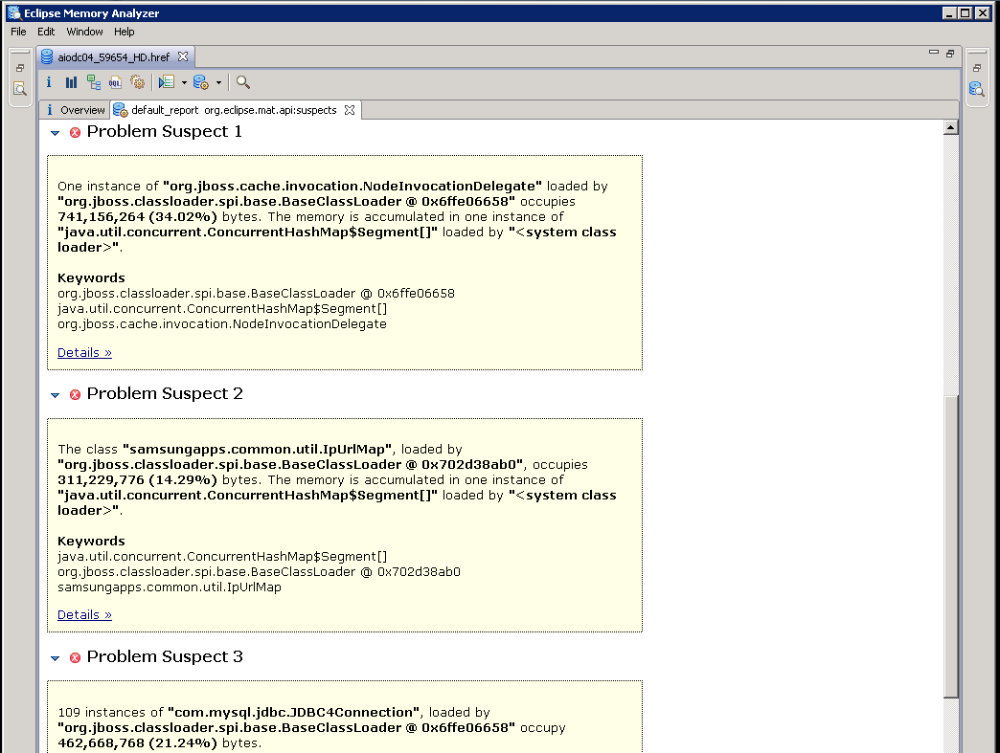 Eclipse Memory Analyzer
File Edit Window Help
aiodc04_59654_HD.href
i OQL
i Overview default_report org.eclipse.mat.api:suspects
Problem Suspect 1
One instance of "org.jboss.cache.invocation.NodeInvocationDelegate" loaded by
"org.jboss.classloader.spi.base.BaseClassLoader @ 0x6ffe06658" occupies
741,156,264 (34.02%) bytes. The memory is accumulated in one instance of
"java.util.concurrent.ConcurrentHashMap$Segment[]" loaded by "<system class
loader>".
Keywords
org.jboss.classloader.spi.base.BaseClassLoader @ 0x6ffe06658
java.util.concurrent.ConcurrentHashMap$Segment[]
org.jboss.cache.invocation.NodeInvocationDelegate
Details »
Problem Suspect 2
The class "samsungapps.common.util.IpUrlMap", loaded by
"org.jboss.classloader.spi.base.BaseClassLoader @ 0x702d38ab0", occupies
311,229,776 (14.29%) bytes. The memory is accumulated in one instance of
"java.util.concurrent.ConcurrentHashMap$Segment[]" loaded by "<system class
loader>".
Keywords
java.util.concurrent.ConcurrentHashMap$Segment[]
org.jboss.classloader.spi.base.BaseClassLoader @ 0x702d38ab0
samsungapps.common.util.IpUrlMap
Details »
Problem Suspect 3
109 instances of "com.mysql.jdbc.JDBC4Connection", loaded by
"org.jboss.classloader.spi.base.BaseClassLoader @ 0x6ffe06658" occupy
462,668,768 (21.24%) bytes.